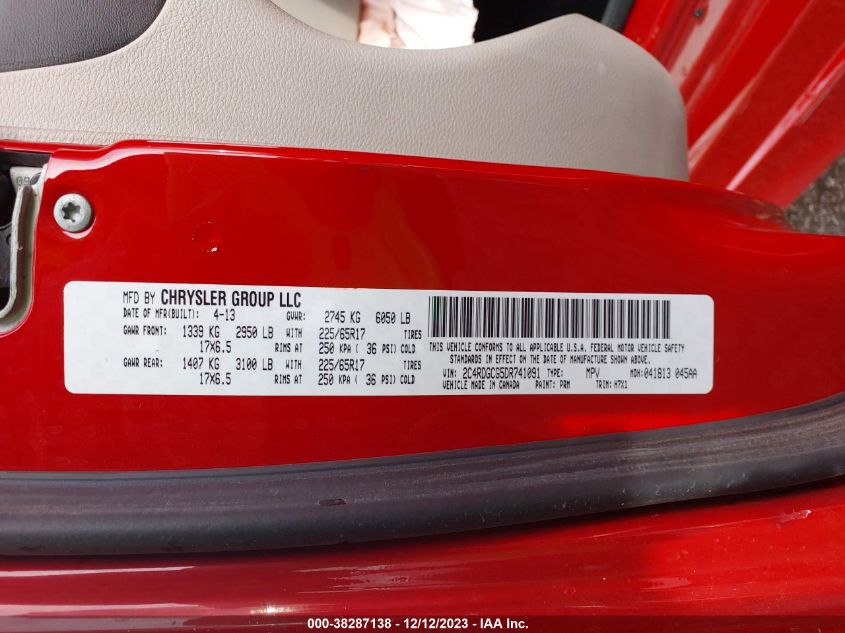 MFD BY CHRYSLER GROUP LLC
DATE OF MFR(BUILT): 4-13 GVWR: 2745 KG 6050 LB
GAWR FRONT: 1339 KG 2950 LB WITH 225/65R17 TIRES
17X6.5 RIMS AT 250 KPA ( 36 PSI) COLD
GAWR REAR: 1407 KG 3100 LB WITH 225/65R17 TIRES
17X6.5 RIMS AT 250 KPA ( 36 PSI) COLD
THIS VEHICLE CONFORMS TO ALL APPLICABLE U.S.A. FEDERAL MOTOR VEHICLE SAFETY
STANDARDS IN EFFECT ON THE DATE OF MANUFACTURE SHOWN ABOVE.
VIN: 2C4RDGCG5DR741091 TYPE: MPV MDH:041813 045AA
VEHICLE MADE IN CANADA PAINT: PRM TRIM: H7X1
000-38287138 - 12/12/2023 - IAA Inc.